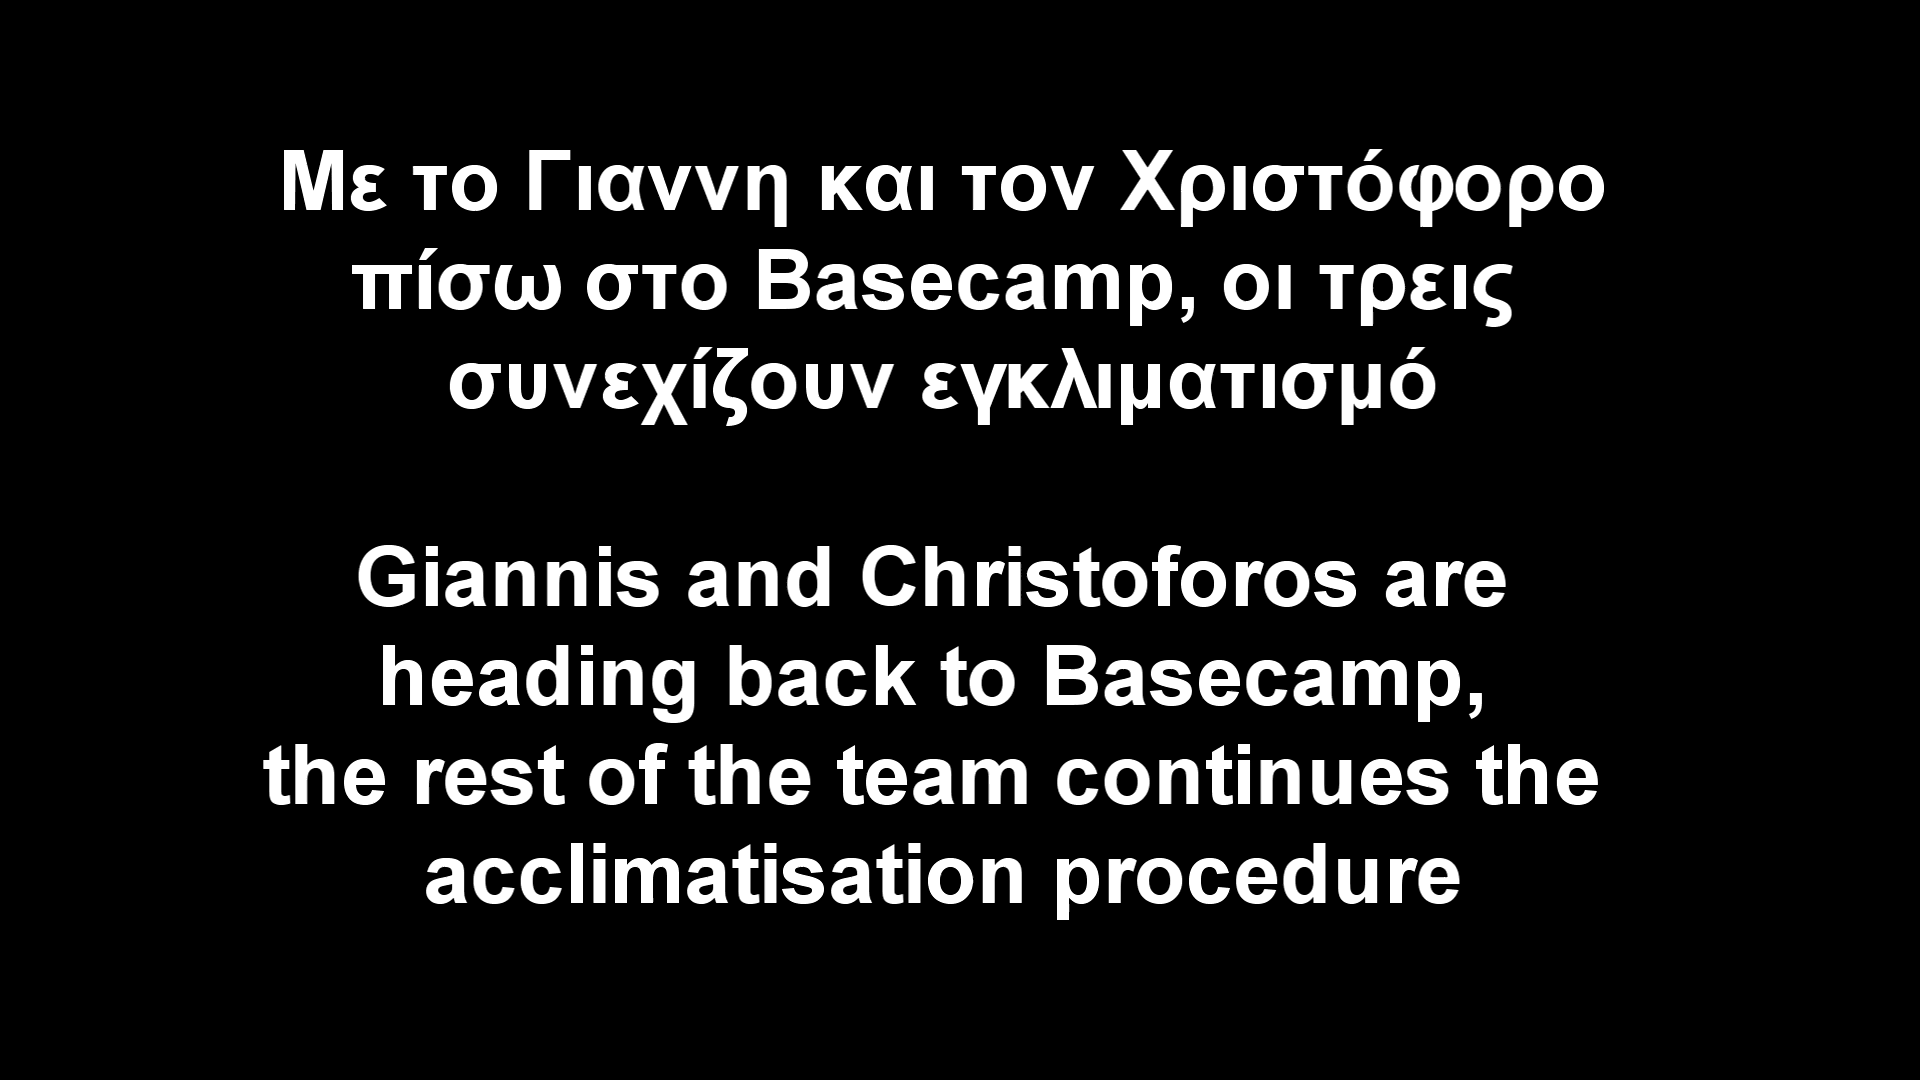 Με το Γιαννη και τον Χριστόφορο
πίσω στο Basecamp, οι τρεις
συνεχίζουν εγκλιματισμό
Giannis and Christoforos are
heading back to Basecamp,
the rest of the team continues the
acclimatisation procedure